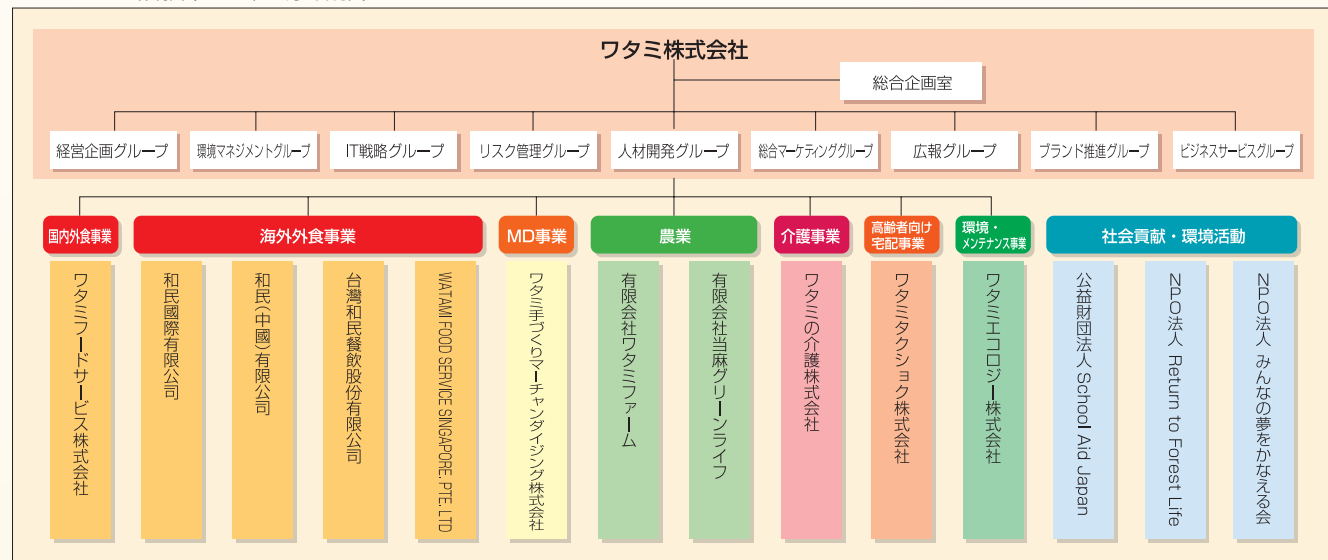 ワタミ株式会社
総合企画室
経営企画グループ
環境マネジメントグループ
IT戦略グループ
リスク管理グループ
人材開発グループ
総合マーケティンググループ
広報グループ
ブランド推進グループ
ビジネスサービスグループ
国内外食事業
海外外食事業
MD事業
農業
介護事業
高齢者向け
宅配事業
環境・
メンテナンス事業
社会貢献・環境活動
ワタミフードサービス株式会社
和民國際有限公司
和民(中國)有限公司
台灣和民餐飲股份有限公司
WATAMI FOOD SERVICE SINGAPORE. PTE. LTD
ワタミ手づくりマーチャンダイジング株式会社
有限会社ワタミファーム
有限会社当麻グリーンライフ
ワタミの介護株式会社
ワタミタクショク株式会社
ワタミエコロジー株式会社
公益財団法人 School Aid Japan
NPO法人 Return to Forest Life
NPO法人 みんなの夢をかなえる会